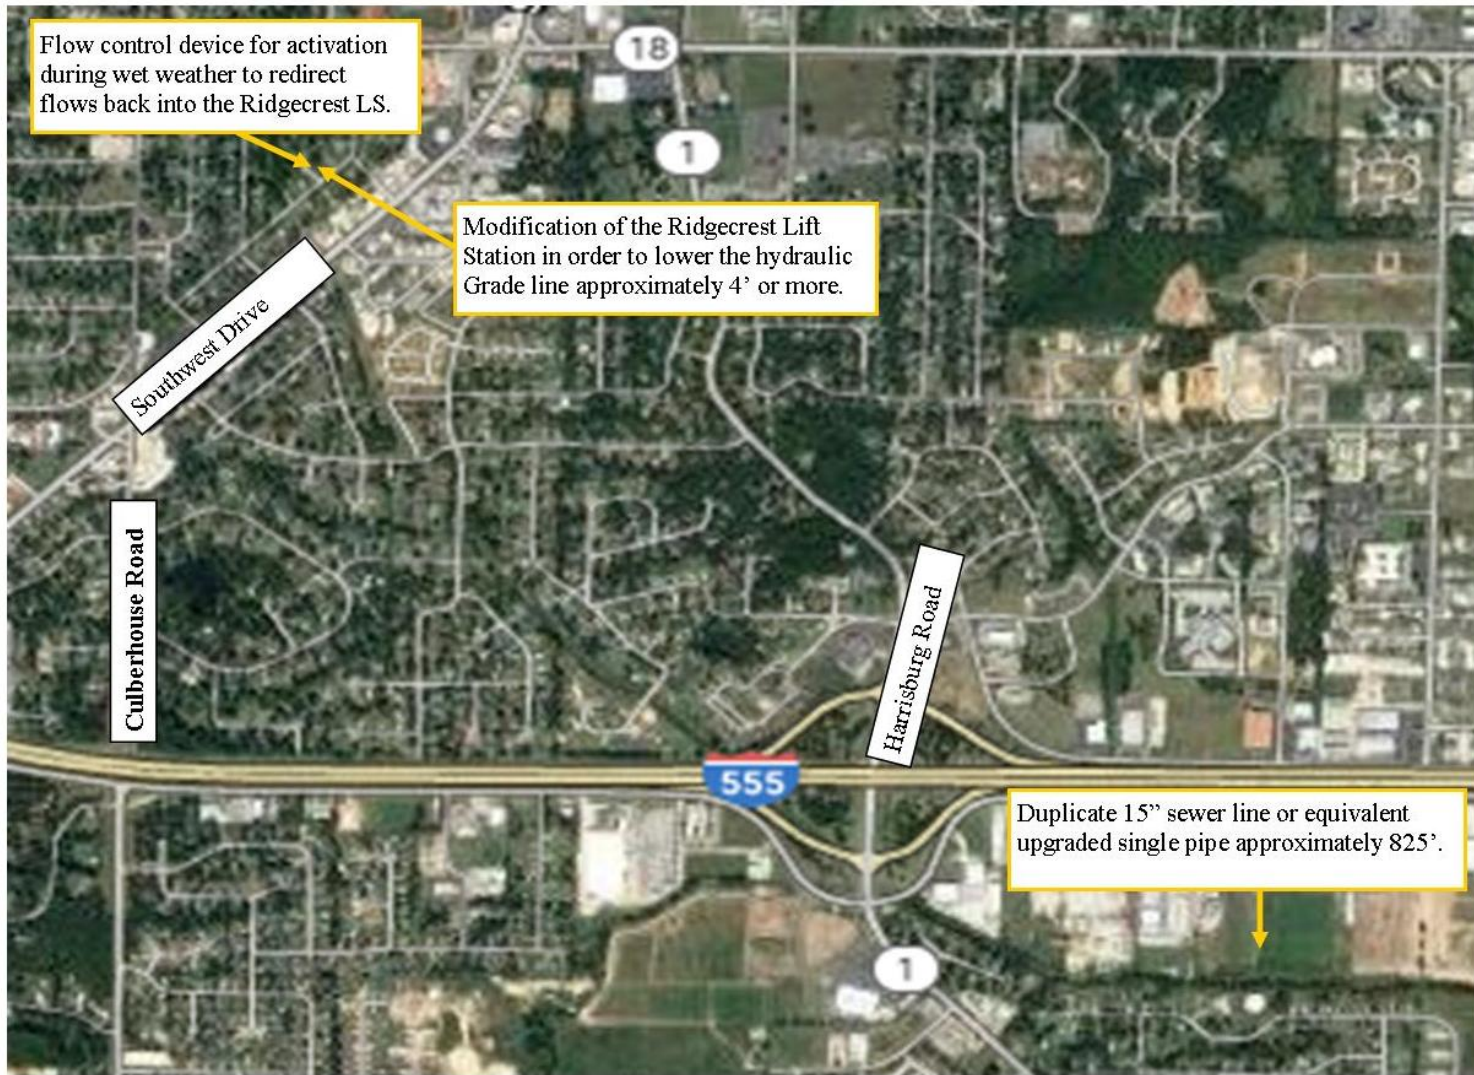 Flow control device for activation
during wet weather to redirect
flows back into the Ridgecrest LS.
18
1
Modification of the Ridgecrest Lift
Station in order to lower the hydraulic
Grade line approximately 4’ or more.
Southwest Drive
Culberhouse Road
Harrisburg Road
555
Duplicate 15” sewer line or equivalent
upgraded single pipe approximately 825’.
1